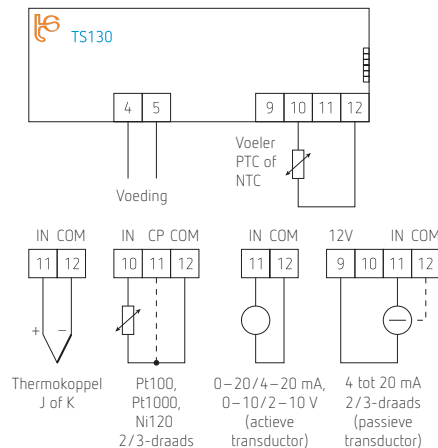 TS130
4 5 9 10 11 12
Voeler
PTC of
NTC
Voeding
IN COM
11 12
+ –
Thermokoppel
J of K
IN CP COM
10 11 12
Pt100,
Pt1000,
Ni120
2/3-draads
IN COM
11 12
0–20/4–20 mA,
0–10/2–10 V
(actieve
transductor)
12V IN COM
9 10 11 12
4 tot 20 mA
2/3-draads
(passieve
transductor)